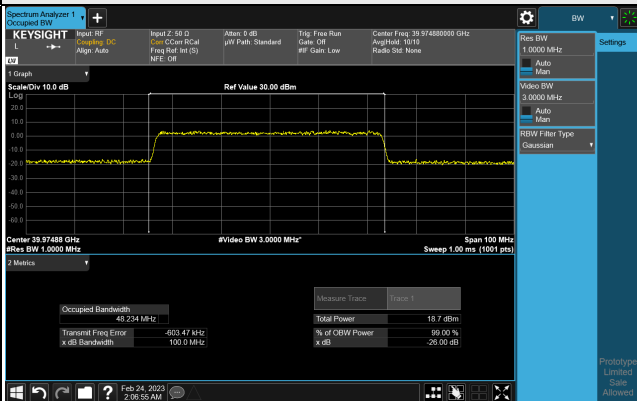 Spectrum Analyzer 1
Occupied BW
+
BW
KEYSIGHT
L
LXI
Input: RF
Coupling: DC
Align: Auto
Input Z: 50 Ω
Corr CCorr RCal
Freq Ref: Int (S)
NFE: Off
Atten: 0 dB
µW Path: Standard
Trig: Free Run
Gate: Off
#IF Gain: Low
Center Freq: 39.974880000 GHz
Avg|Hold: 10/10
Radio Std: None
Res BW
1.0000 MHz
Auto
Man
Settings
Video BW
3.0000 MHz
Auto
Man
RBW Filter Type
Gaussian
1 Graph
Scale/Div 10.0 dB
Ref Value 30.00 dBm
Log
20.0
10.0
0.00
-10.0
-20.0
-30.0
-40.0
-50.0
-60.0
Center 39.97488 GHz
#Video BW 3.0000 MHz*
Span 100 MHz
#Res BW 1.0000 MHz
Sweep 1.00 ms (1001 pts)
2 Metrics
Measure Trace
Trace 1
Occupied Bandwidth
48.234 MHz
Total Power
18.7 dBm
Transmit Freq Error
-603.47 kHz
% of OBW Power
99.00 %
x dB Bandwidth
100.0 MHz
x dB
-26.00 dB
Prototype
Limited
Sale
Allowed
?
Feb 24, 2023
2:06:55 AM